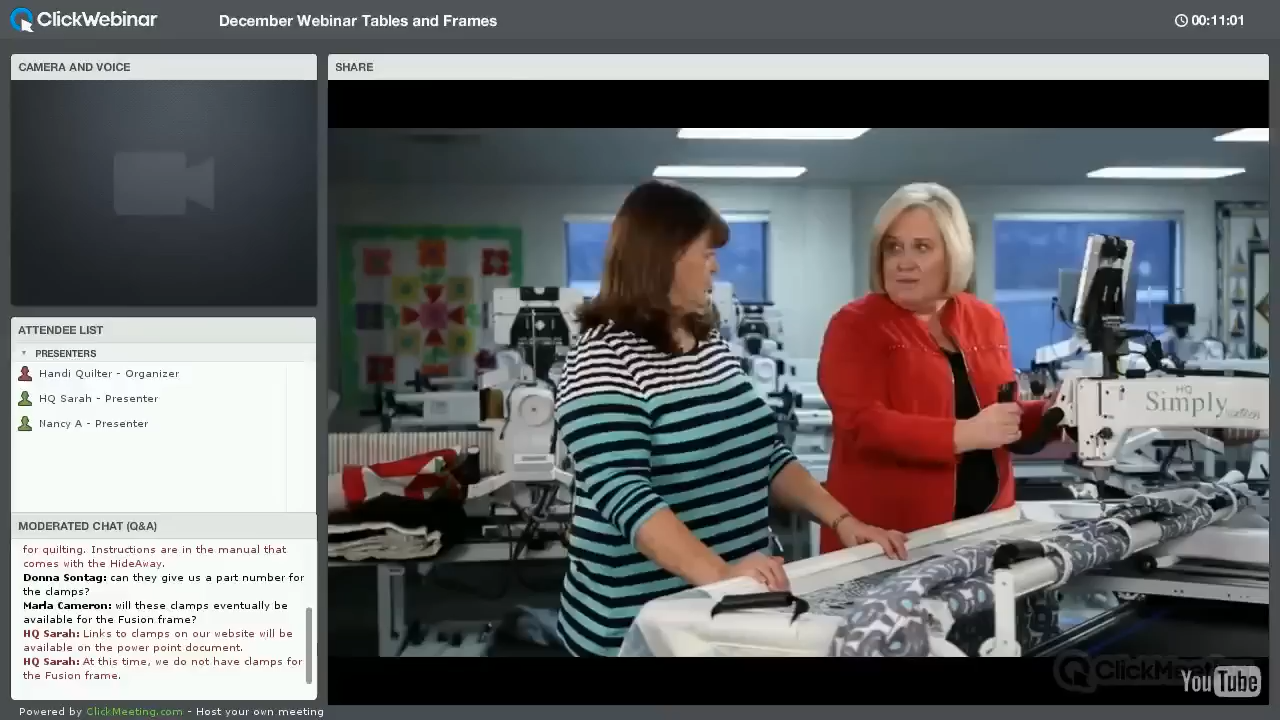 ClickWebinar
December Webinar Tables and Frames
00:11:01
CAMERA AND VOICE
SHARE
ATTENDEE LIST
PRESENTERS
Handi Quilter - Organizer
HQ Sarah - Presenter
Nancy A - Presenter
MODERATED CHAT (Q&A)
for quilting. Instructions are in the manual that
comes with the HideAway.
Donna Sontag: can they give us a part number for
the clamps?
Marla Cameron: will these clamps eventually be
available for the Fusion frame?
HQ Sarah: Links to clamps on our website will be
available on the power point document.
HQ Sarah: At this time, we do not have clamps for
the Fusion frame.
HQ
Simply
ClickMeeting
YouTube
Powered by ClickMeeting.com - Host your own meeting